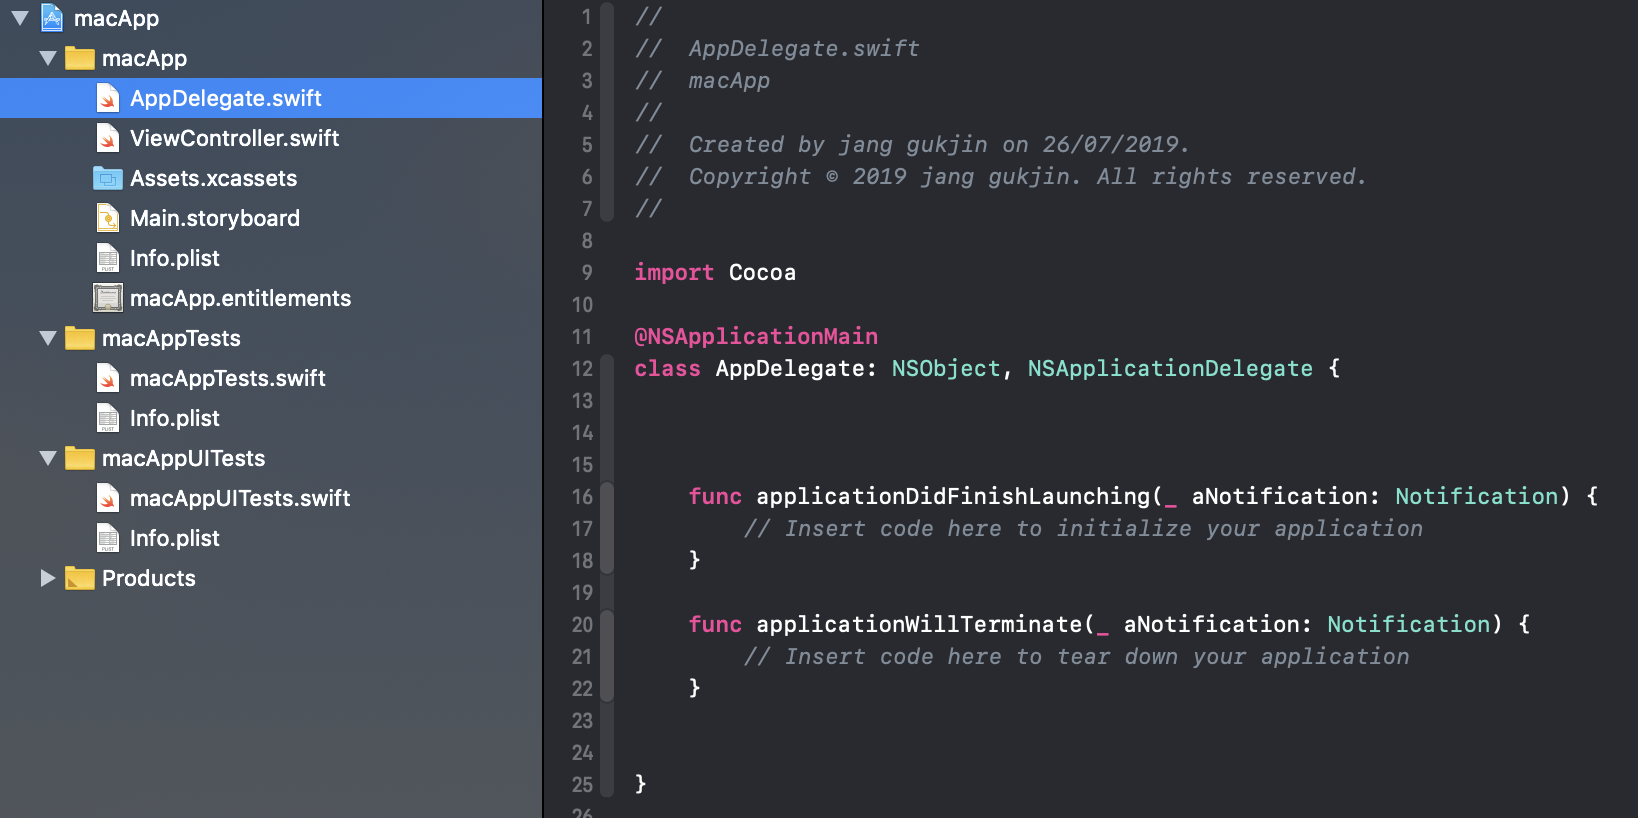 macApp
macApp
AppDelegate.swift
ViewController.swift
Assets.xcassets
Main.storyboard
Info.plist
macApp.entitlements
macAppTests
macAppTests.swift
Info.plist
macAppUITests
macAppUITests.swift
Info.plist
Products
1 //
2 //  AppDelegate.swift
3 //  macApp
4 //
5 //  Created by jang gukjin on 26/07/2019.
6 //  Copyright © 2019 jang gukjin. All rights reserved.
7 //
8
9 import Cocoa
10
11 @NSApplicationMain
12 class AppDelegate: NSObject, NSApplicationDelegate {
13
14
15
16     func applicationDidFinishLaunching(_ aNotification: Notification) {
17         // Insert code here to initialize your application
18     }
19
20     func applicationWillTerminate(_ aNotification: Notification) {
21         // Insert code here to tear down your application
22     }
23
24
25 }
26